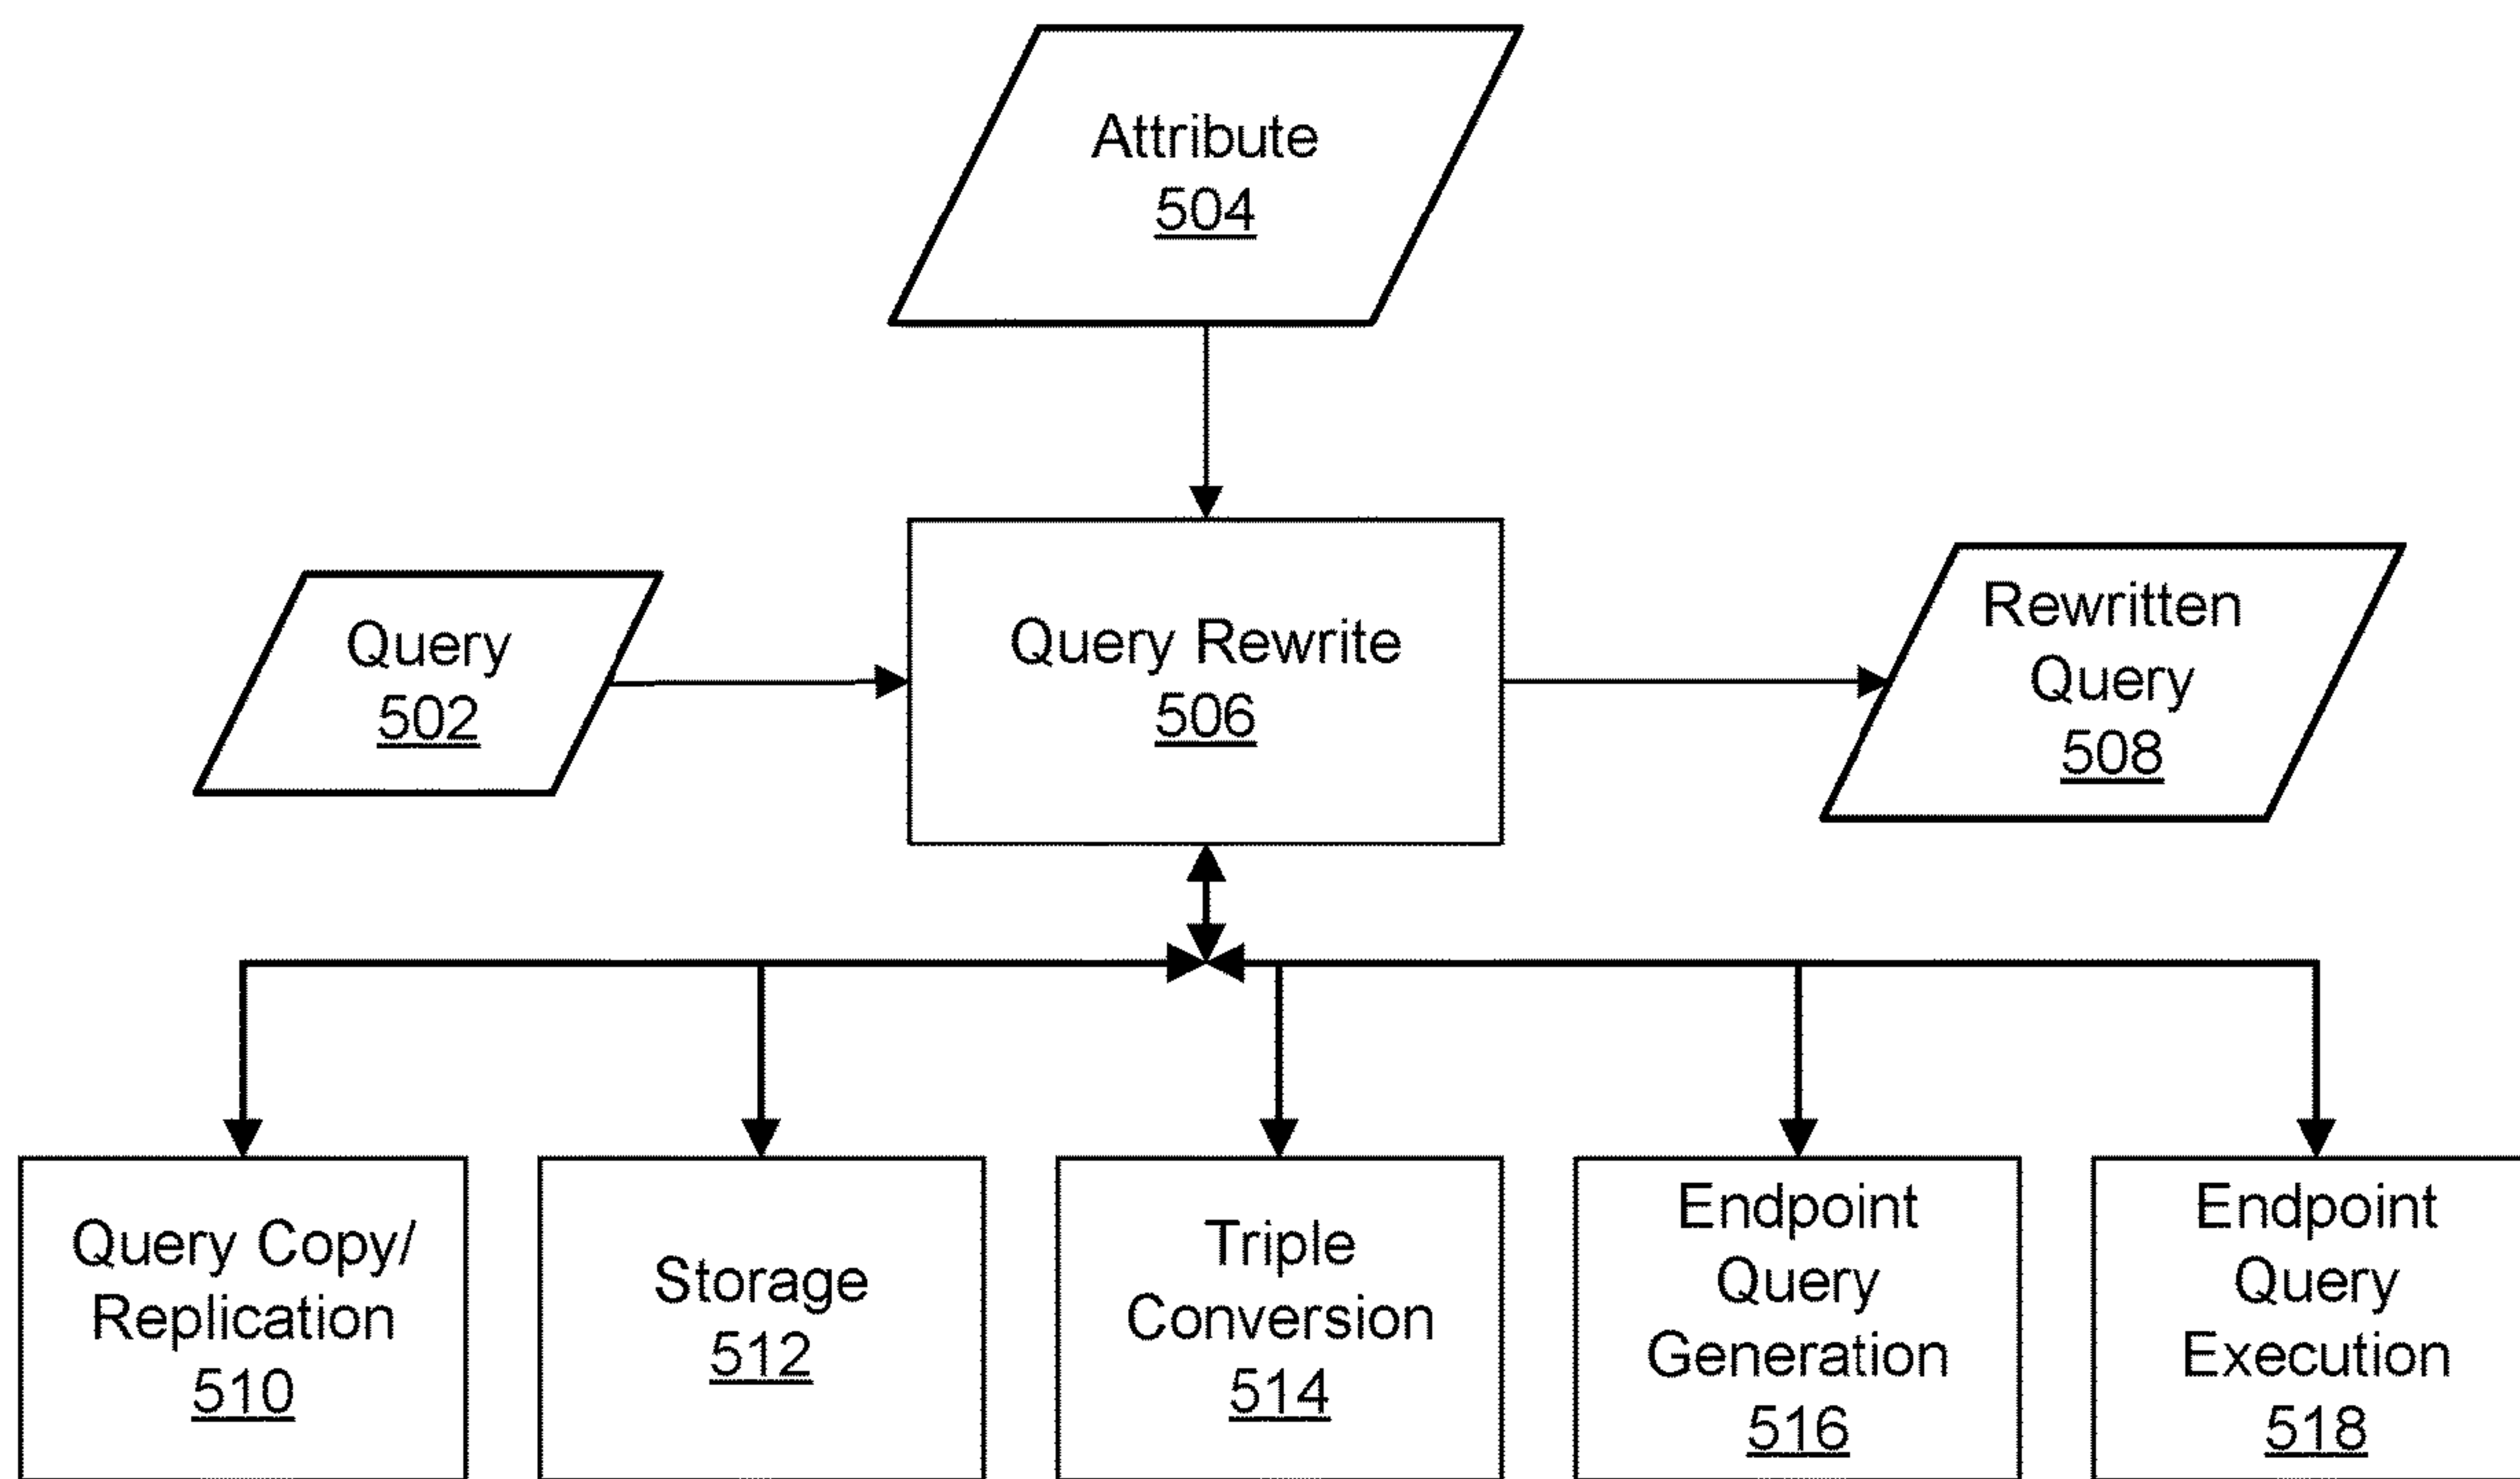 Attribute
504
Query
502
Query Rewrite
506
Rewritten
Query
508
Query Copy/
Replication
510
Storage
512
Triple
Conversion
514
Endpoint
Query
Generation
516
Endpoint
Query
Execution
518